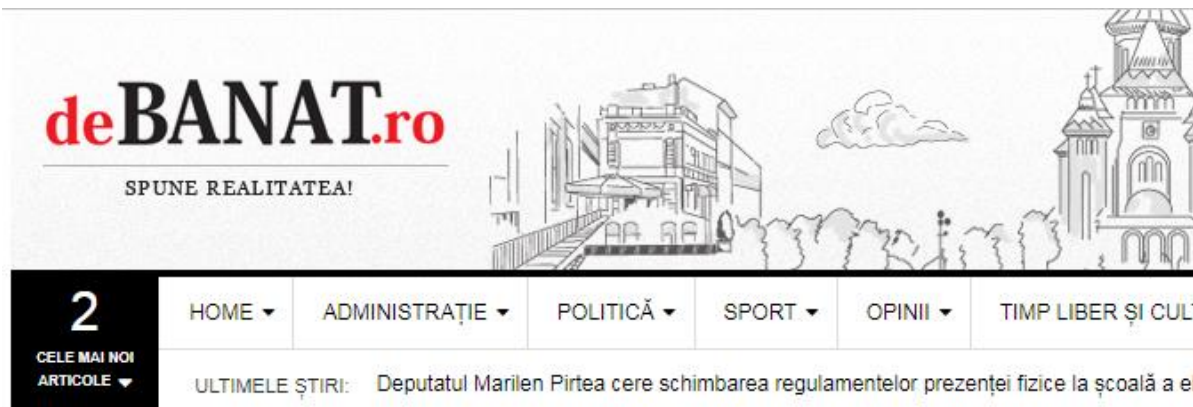 deBANAT.ro
SPUNE REALITATEA!
2
CELE MAI NOI
ARTICOLE
HOME
ADMINISTRAȚIE
POLITICĂ
SPORT
OPINII
TIMP LIBER ȘI
ULTIMELE ȘTIRI: Deputatul Marilen Pirtea cere schimbarea regulamentelor prezenței fizice la școală a